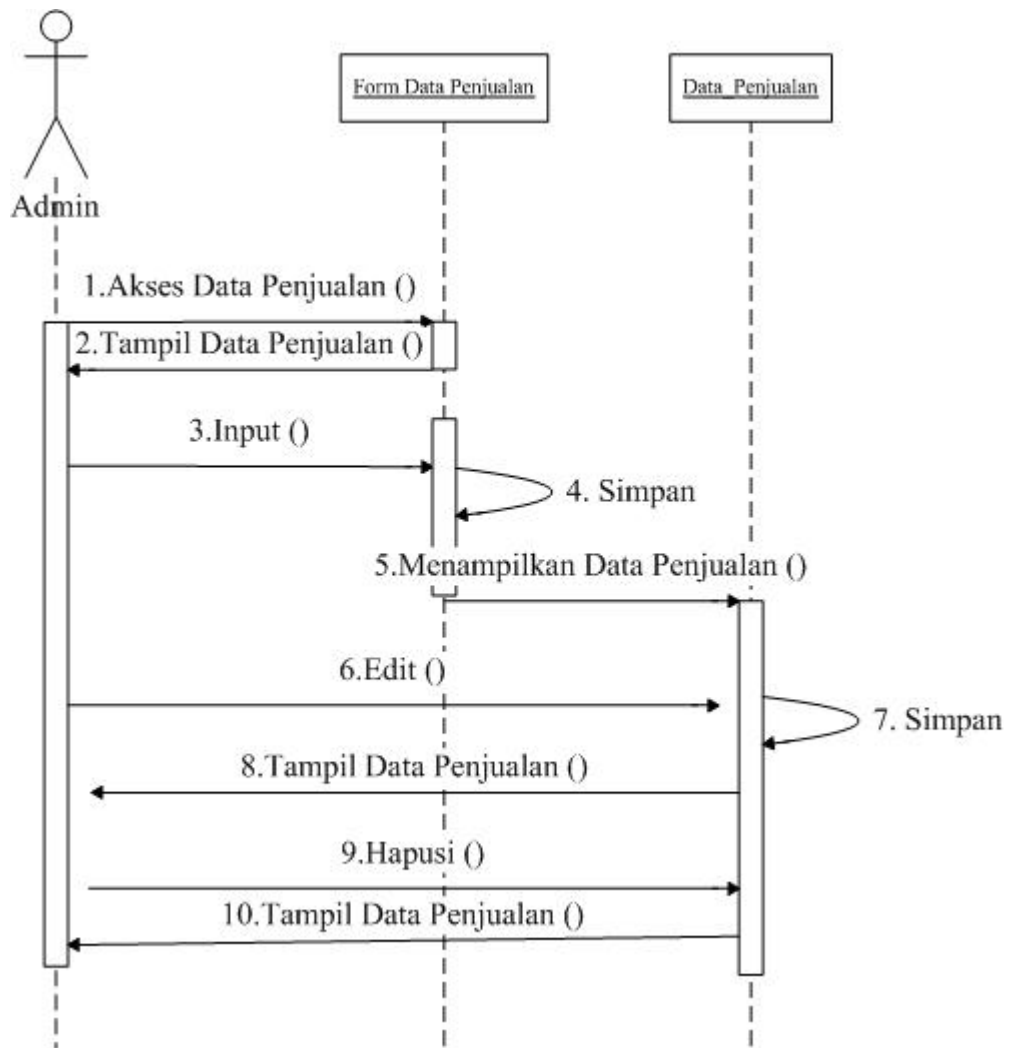 Form Data Penjualan
Data_Penjualan
Admin
1.Akses Data Penjualan ()
2.Tampil Data Penjualan ()
3.Input ()
4. Simpan
5.Menampilkan Data Penjualan ()
6.Edit ()
7. Simpan
8.Tampil Data Penjualan ()
9.Hapusi ()
10.Tampil Data Penjualan ()